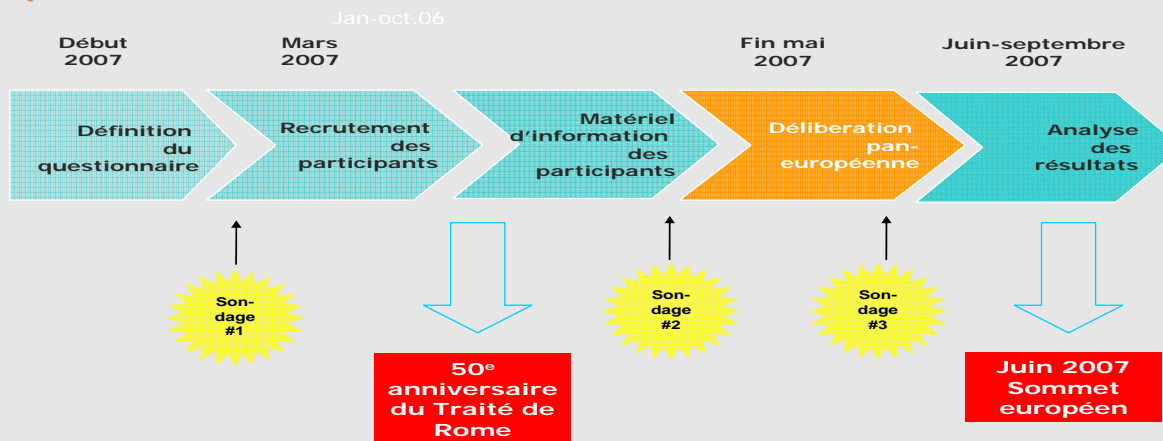 Jan-oct.06
Début
2007
Mars
2007
Fin mai
2007
Juin-septembre
2007
Définition
du
questionnaire
Recrutement
des
participants
Matériel
d'information
des
participants
Déliberation
pan-
européenne
Analyse
des
résultats
Son-
dage
#1
Son-
dage
#2
Son-
dage
#3
50e
anniversaire
du Traité de
Rome
Juin 2007
Sommet
européen